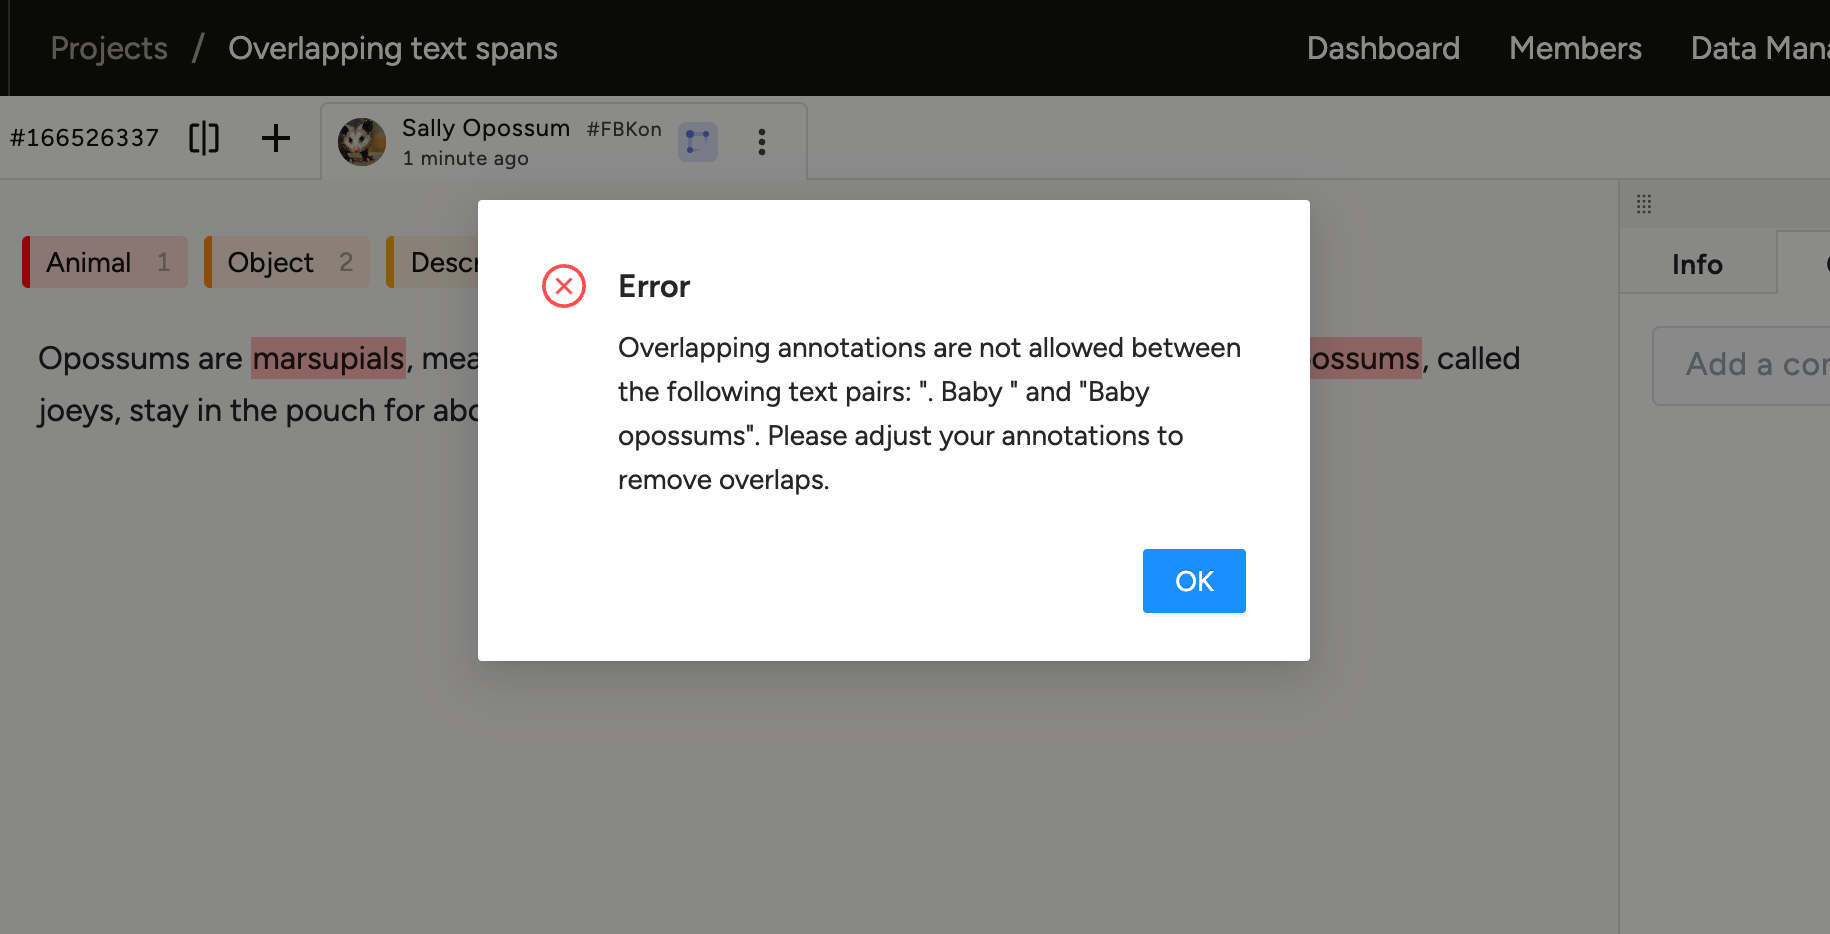 Projects / Overlapping text spans Dashboard Members Data Mana
#166526337 Sally Opossum #FBKon
1 minute ago
Animal 1 Object 2 Descr
Info
Opossums are marsupials, mea
possums, called
joeys, stay in the pouch for abo
Add a con
Error
Overlapping annotations are not allowed between
the following text pairs: ". Baby " and "Baby
opossums". Please adjust your annotations to
remove overlaps.
OK